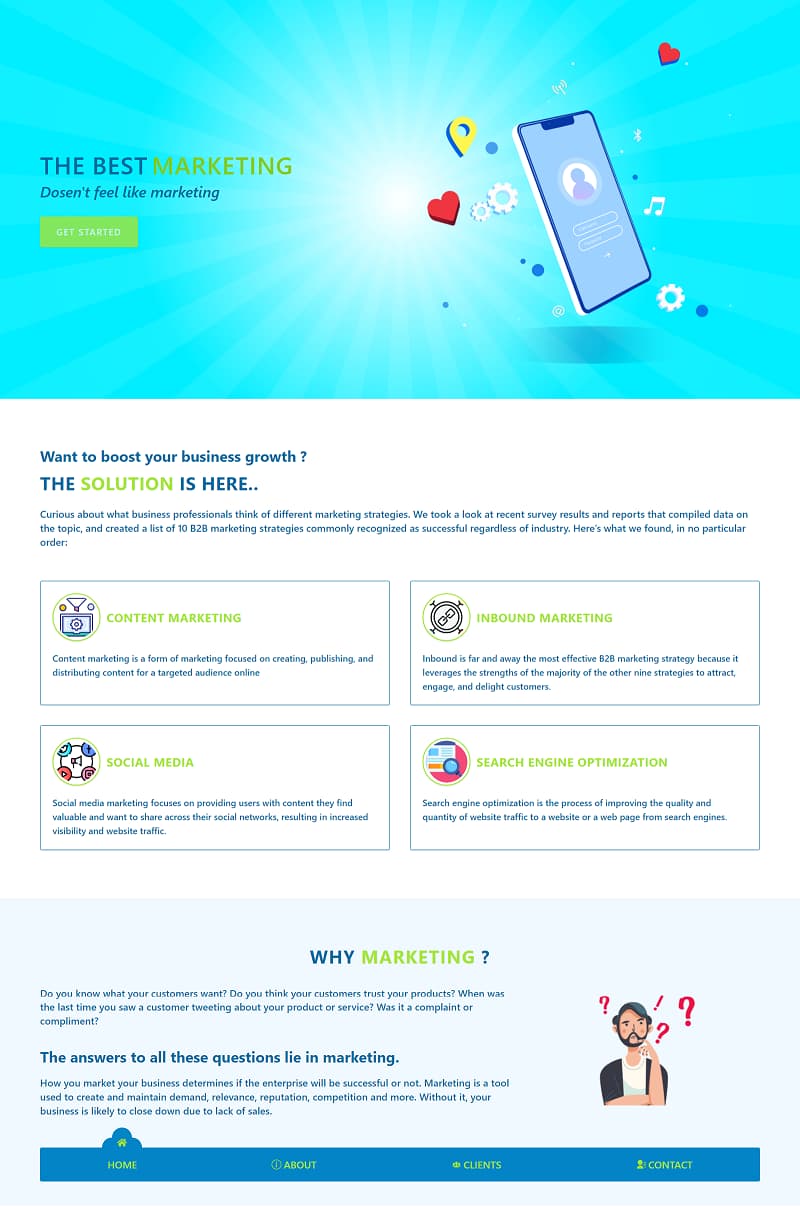 THE BEST MARKETING
Dosen't feel like marketing
GET STARTED
@
Want to boost your business growth ?
THE SOLUTION IS HERE..
Curious about what business professionals think of different marketing strategies. We took a look at recent survey results and reports that compiled data on
the topic, and created a list of 10 B2B marketing strategies commonly recognized as successful regardless of industry. Here's what we found, in no particular
order:
CONTENT MARKETING
Content marketing is a form of marketing focused on creating, publishing, and
distributing content for a targeted audience online
INBOUND MARKETING
Inbound is far and away the most effective B2B marketing strategy because it
leverages the strengths of the majority of the other nine strategies to attract,
engage, and delight customers.
SOCIAL MEDIA
Social media marketing focuses on providing users with content they find
valuable and want to share across their social networks, resulting in increased
visibility and website traffic.
SEARCH ENGINE OPTIMIZATION
Search engine optimization is the process of improving the quality and
quantity of website traffic to a website or a web page from search engines.
WHY MARKETING ?
Do you know what your customers want? Do you think your customers trust your products? When was
the last time you saw a customer tweeting about your product or service? Was it a complaint or
compliment?
? ! ? ?
The answers to all these questions lie in marketing.
How you market your business determines if the enterprise will be successful or not. Marketing is a tool
used to create and maintain demand, relevance, reputation, competition and more. Without it, your
business is likely to close down due to lack of sales.
HOME ABOUT CLIENTS CONTACT